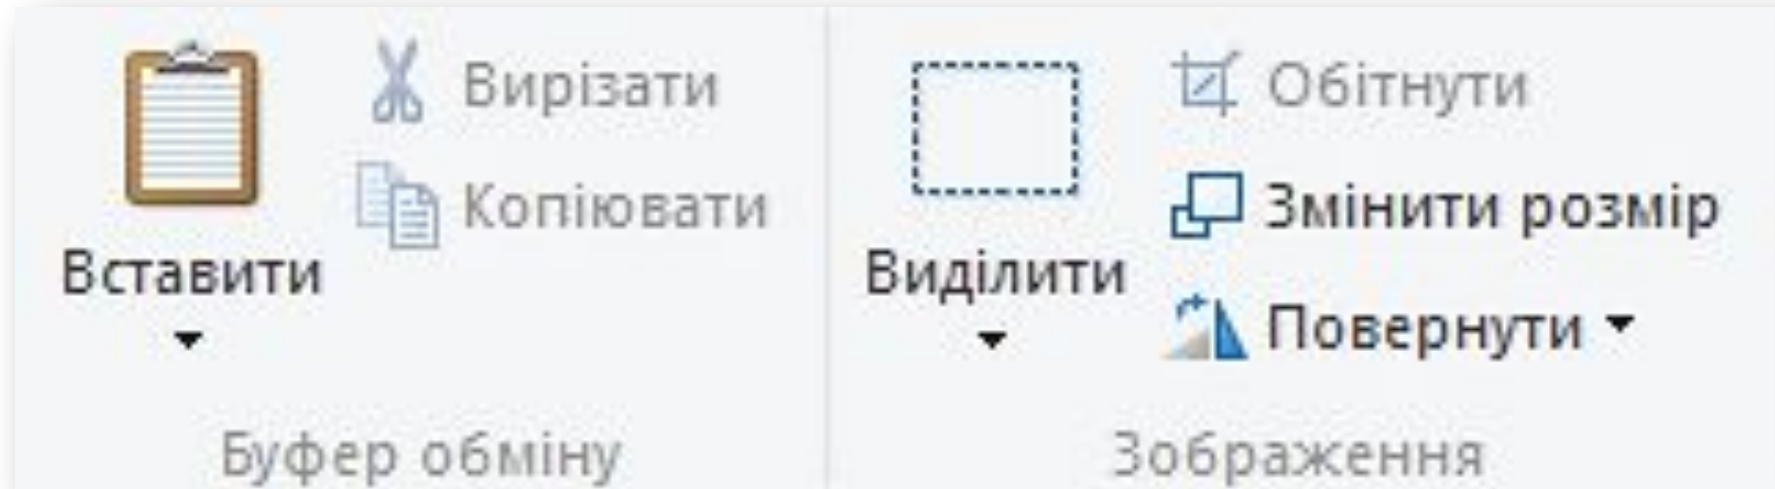 Вставити
Вирізати
Копіювати
Буфер обміну
Виділити
Обітнути
Змінити розмір
Повернути
Зображення